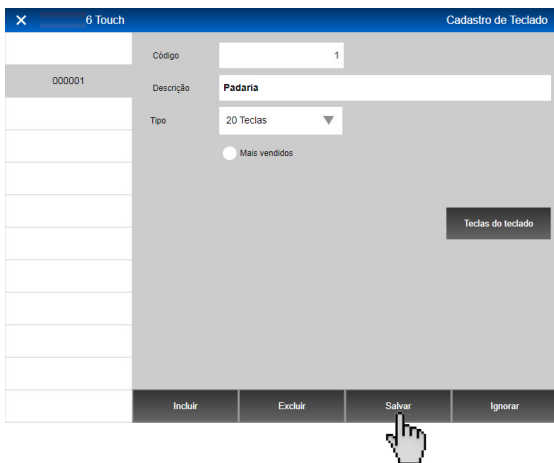 6 Touch
Cadastro de Teclado
000001
Código
1
Descrição
Padaria
Tipo
20 Teclas
Mais vendidos
Teclas do teclado
Incluir
Excluir
Salvar
Ignorar